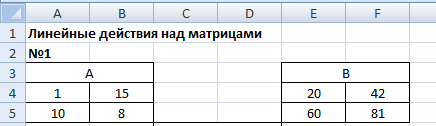 A B C D E F
1 Линейные действия над матрицами
2 №1
3 A B
4 1 15 20 42
5 10 8 60 81